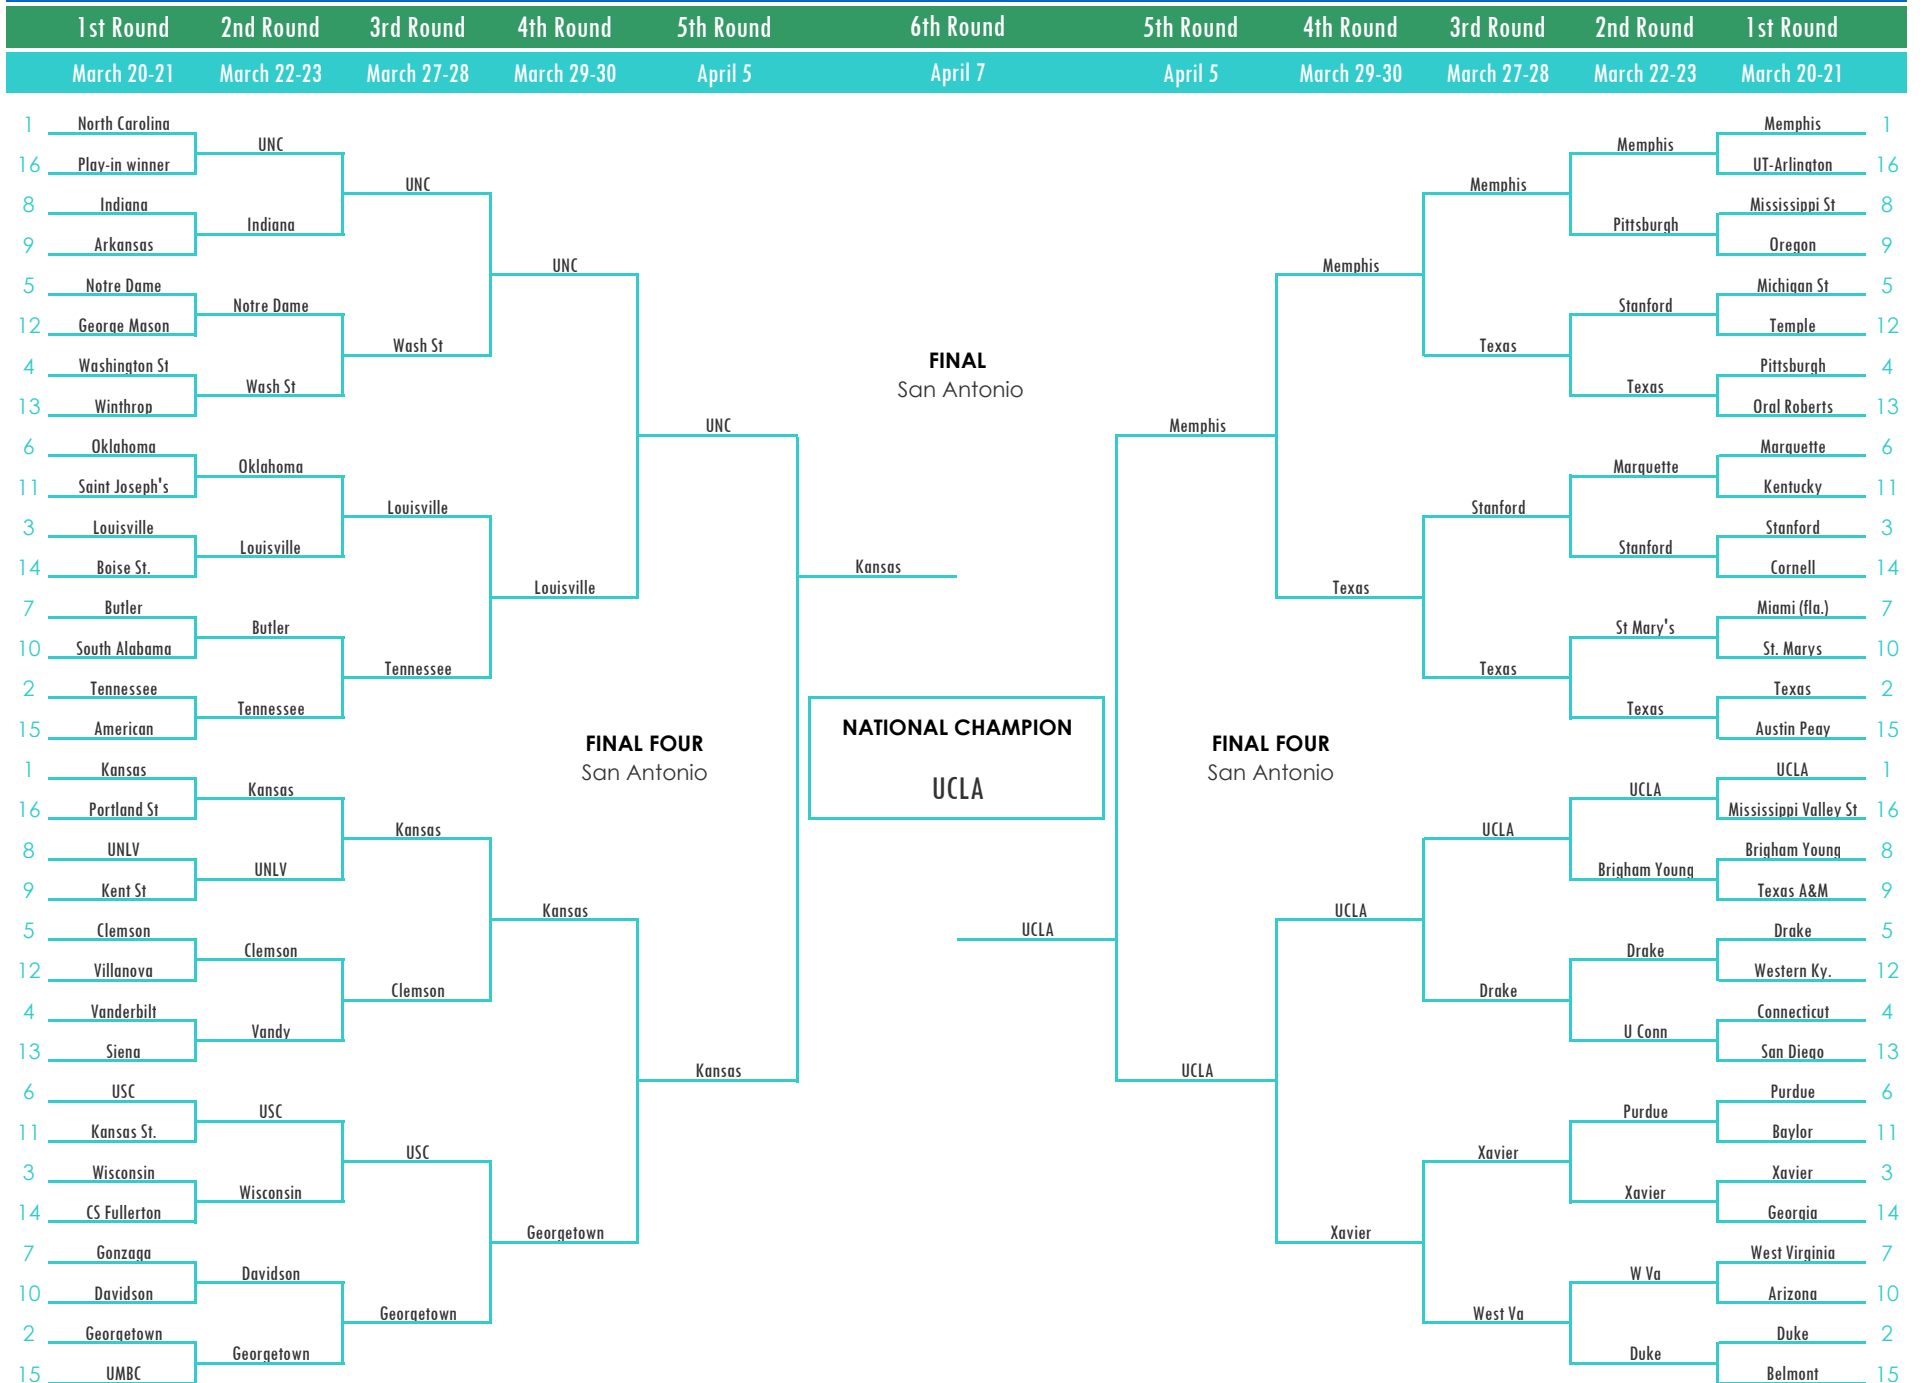 1st Round 2nd Round 3rd Round 4th Round 5th Round 6th Round 5th Round 4th Round 3rd Round 2nd Round 1st Round
March 20-21 March 22-23 March 27-28 March 29-30 April 5 April 7 April 5 March 29-30 March 27-28 March 22-23 March 20-21
1 North Carolina Memphis 1
UNC Memphis
16 Play-in winner UT-Arlington 16
UNC Memphis
8 Indiana Mississippi St 8
Indiana Pittsburgh
9 Arkansas Oregon 9
UNC Memphis
5 Notre Dame Michigan St 5
Notre Dame Stanford
12 George Mason Temple 12
Wash St Texas
FINAL
4 Washington St Pittsburgh 4
Wash St San Antonio Texas
13 Winthrop Oral Roberts 13
UNC Memphis
6 Oklahoma Marquette 6
Oklahoma Marquette
11 Saint Joseph's Kentucky 11
Louisville Stanford
3 Louisville Stanford 3
Louisville Stanford
14 Boise St. Kansas Cornell 14
Louisville Texas
7 Butler Miami (fla.) 7
Butler St Mary's
10 South Alabama St. Marys 10
Tennessee Texas
2 Tennessee Texas 2
Tennessee Texas
15 American NATIONAL CHAMPION Austin Peay 15
FINAL FOUR FINAL FOUR
San Antonio San Antonio
1 Kansas UCLA 1
Kansas UCLA UCLA
16 Portland St Mississippi Valley St 16
Kansas UCLA
8 UNLV Brigham Young 8
UNLV Brigham Young
9 Kent St Texas A&M 9
Kansas UCLA
5 Clemson UCLA Drake 5
Clemson Drake
12 Villanova Western Ky. 12
Clemson Drake
4 Vanderbilt Connecticut 4
Vandy U Conn
13 Siena San Diego 13
Kansas UCLA
6 USC Purdue 6
USC Purdue
11 Kansas St. Baylor 11
USC Xavier
3 Wisconsin Xavier 3
Wisconsin Xavier
14 CS Fullerton Georgia 14
Georgetown Xavier
7 Gonzaga West Virginia 7
Davidson W Va
10 Davidson Arizona 10
Georgetown West Va
2 Georgetown Duke 2
Georgetown Duke
15 UMBC Belmont 15